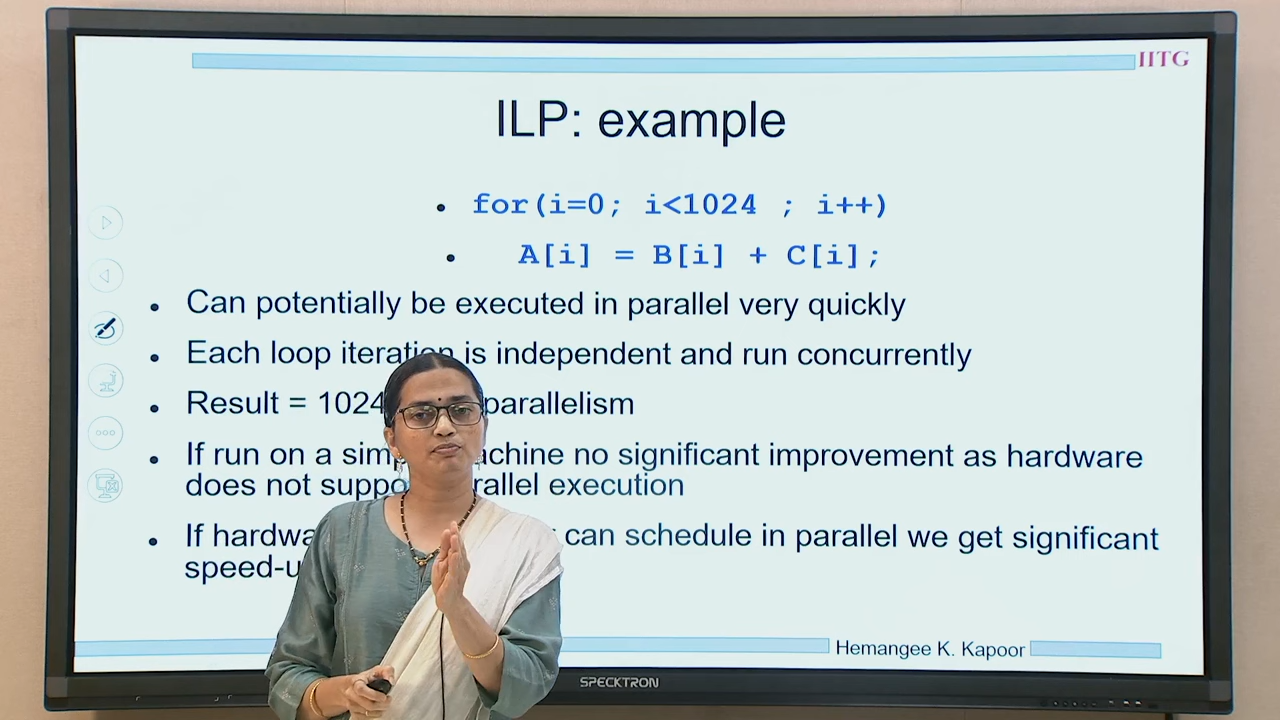 IITG
ILP: example
• for(i=0; i<1024 ; i++)
• A[i] = B[i] + C[i];
• Can potentially be executed in parallel very quickly
• Each loop iteration is independent and run concurrently
• Result = 1024 parallelism
• If run on a simp achine no significant improvement as hardware
does not suppo rallel execution
• If hardwa can schedule in parallel we get significant
speed-u
Hemangee K. Kapoor
SPECKTRON